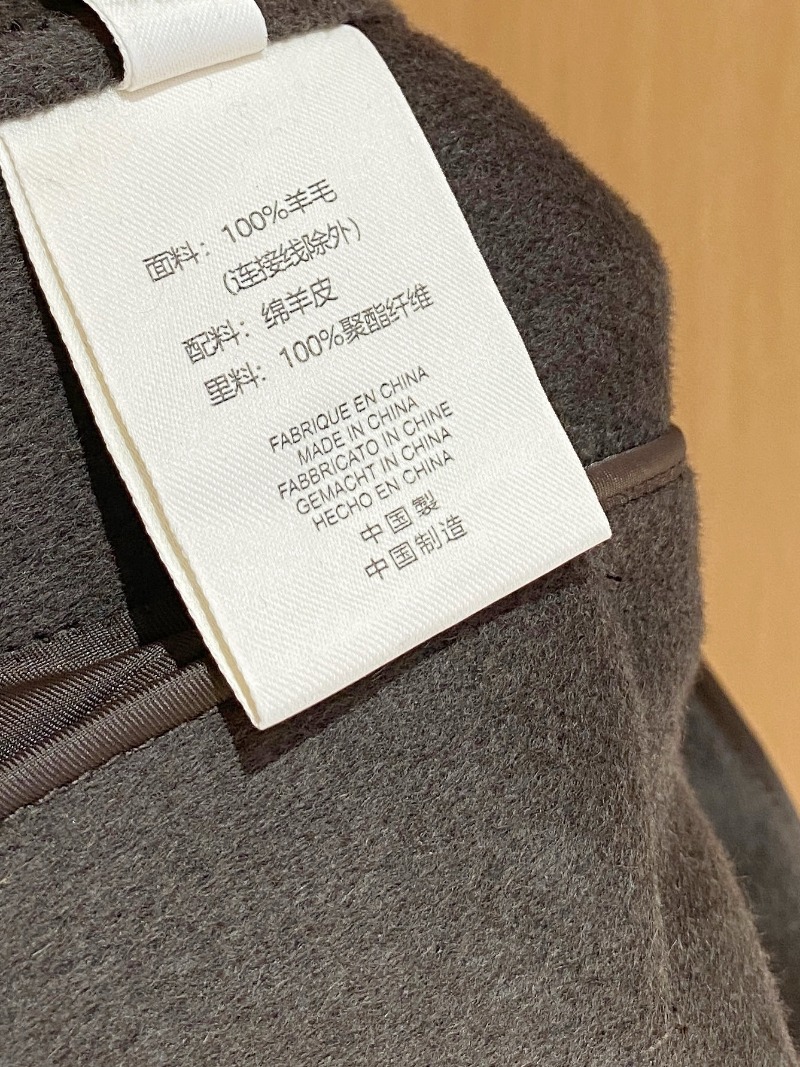 面料：100%羊毛
(连接线除外)
配料：绵羊皮
里料：100%聚酯纤维
FABRIQUE EN CHINA
MADE IN CHINA
FABBRICATO IN CHINE
GEMACHT IN CHINA
HECHO EN CHINA
中国製
中国制造